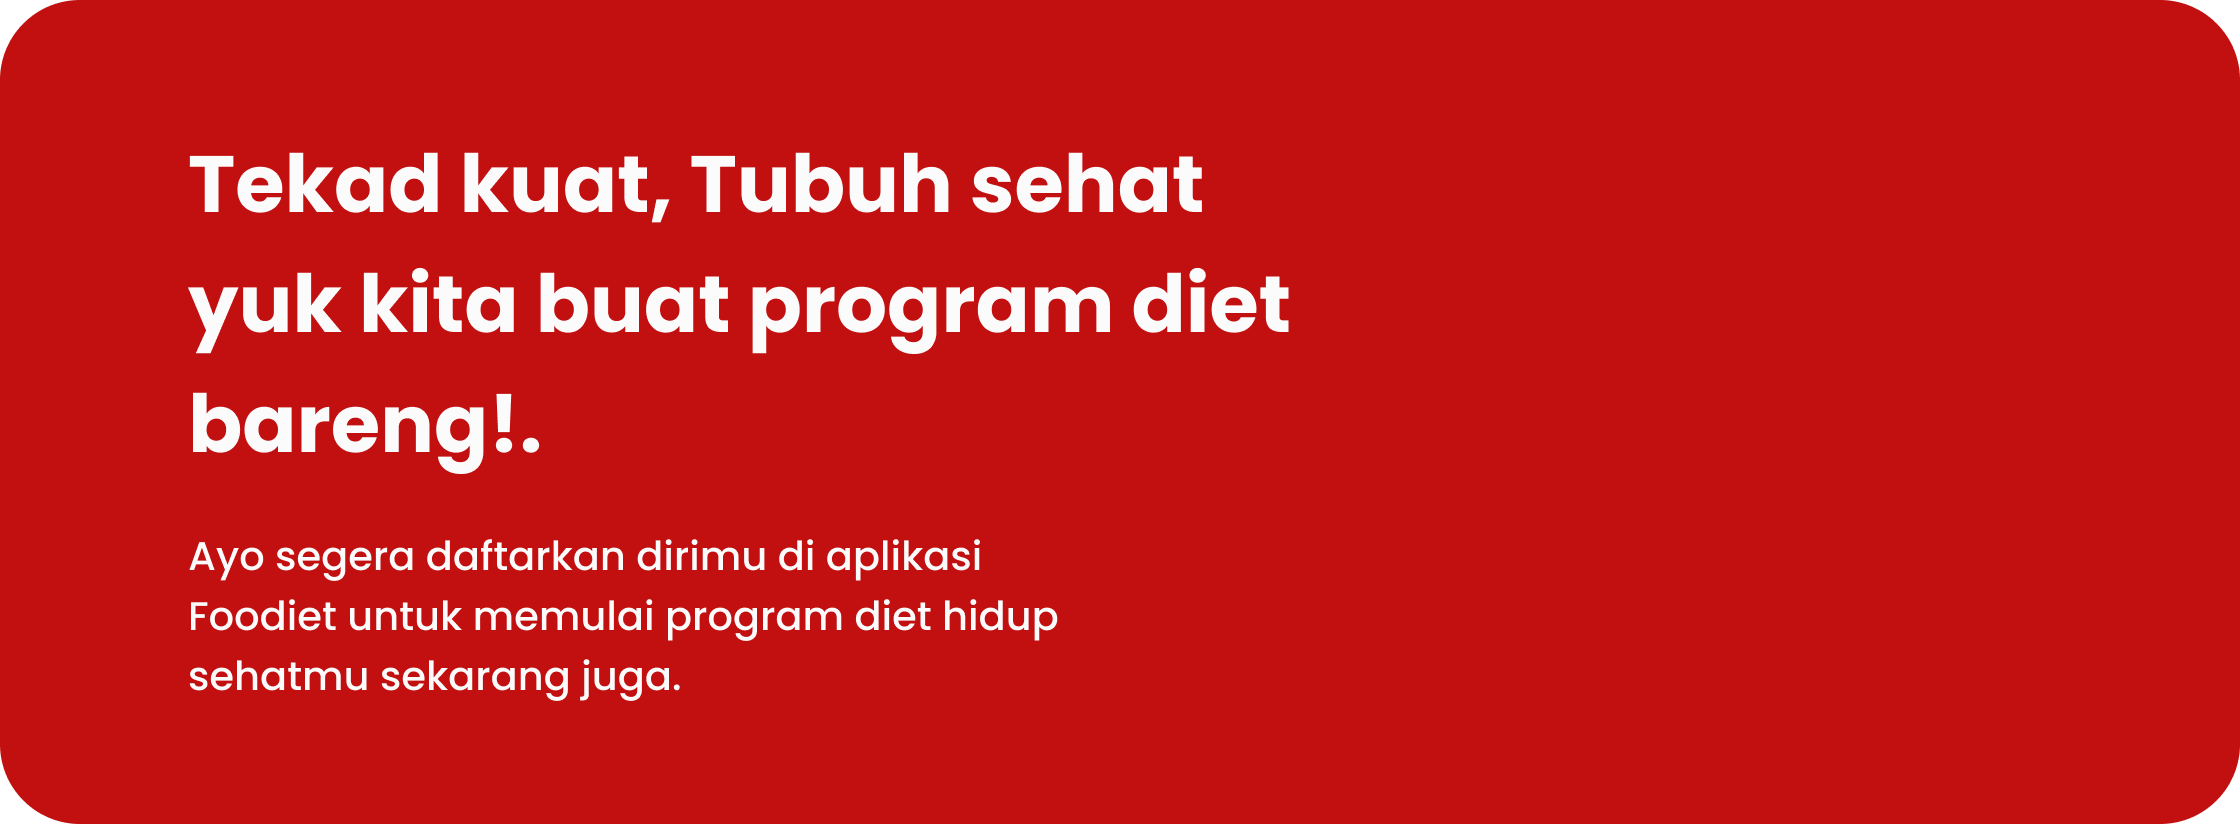 Tekad kuat, Tubuh sehat
yuk kita buat program diet
bareng!.
Ayo segera daftarkan dirimu di aplikasi
Foodiet untuk memulai program diet hidup
sehatmu sekarang juga.